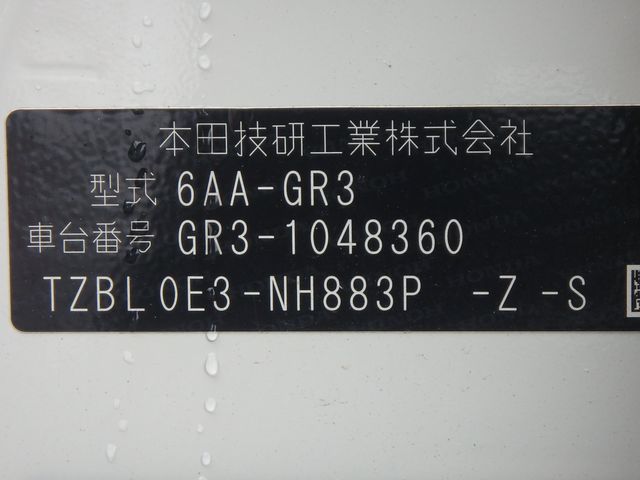 本田技研工業株式会社
型式 6AA-GR3
車台番号 GR3-1048360
TZBL0E3-NH883P -Z -S